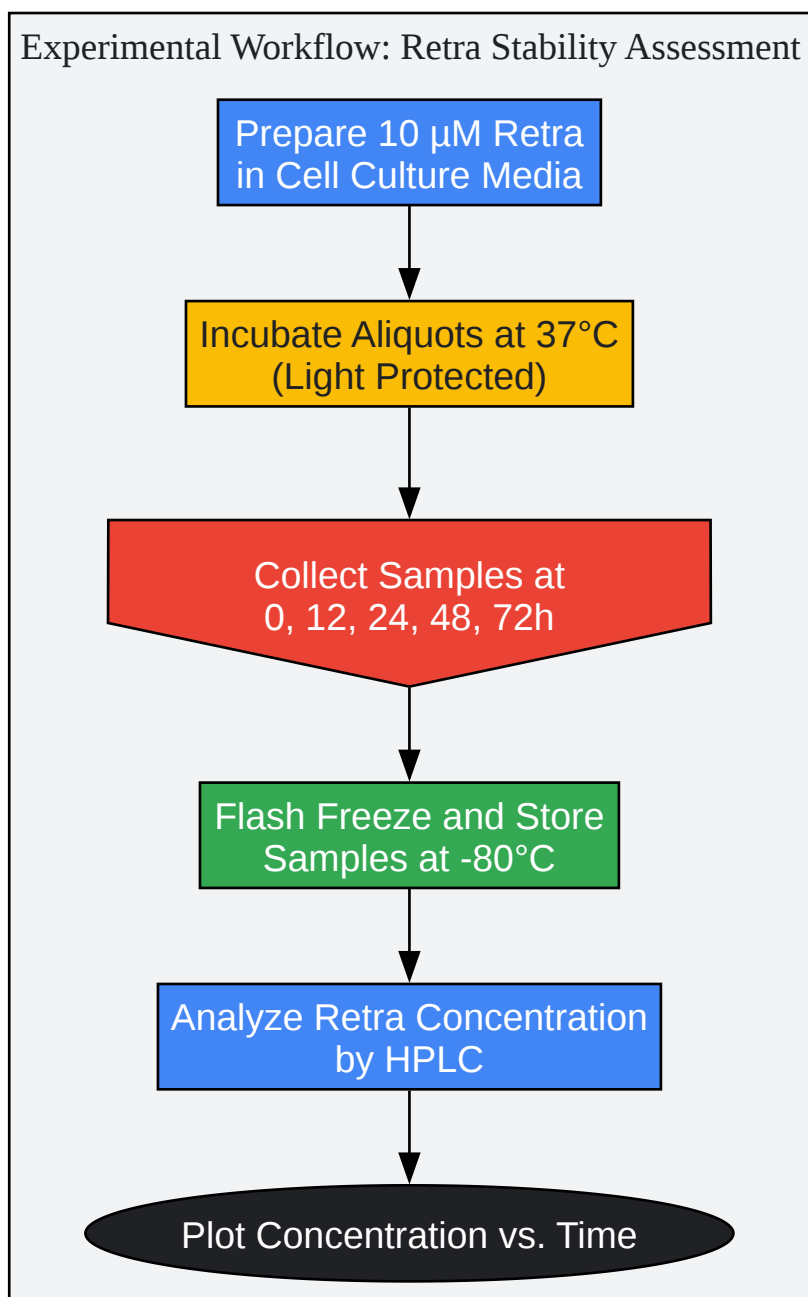 Experimental Workflow: Retra Stability Assessment
Prepare 10 µM Retra
in Cell Culture Media
Incubate Aliquots at 37°C
(Light Protected)
Collect Samples at
0, 12, 24, 48, 72h
Flash Freeze and Store
Samples at -80°C
Analyze Retra Concentration
by HPLC
Plot Concentration vs. Time